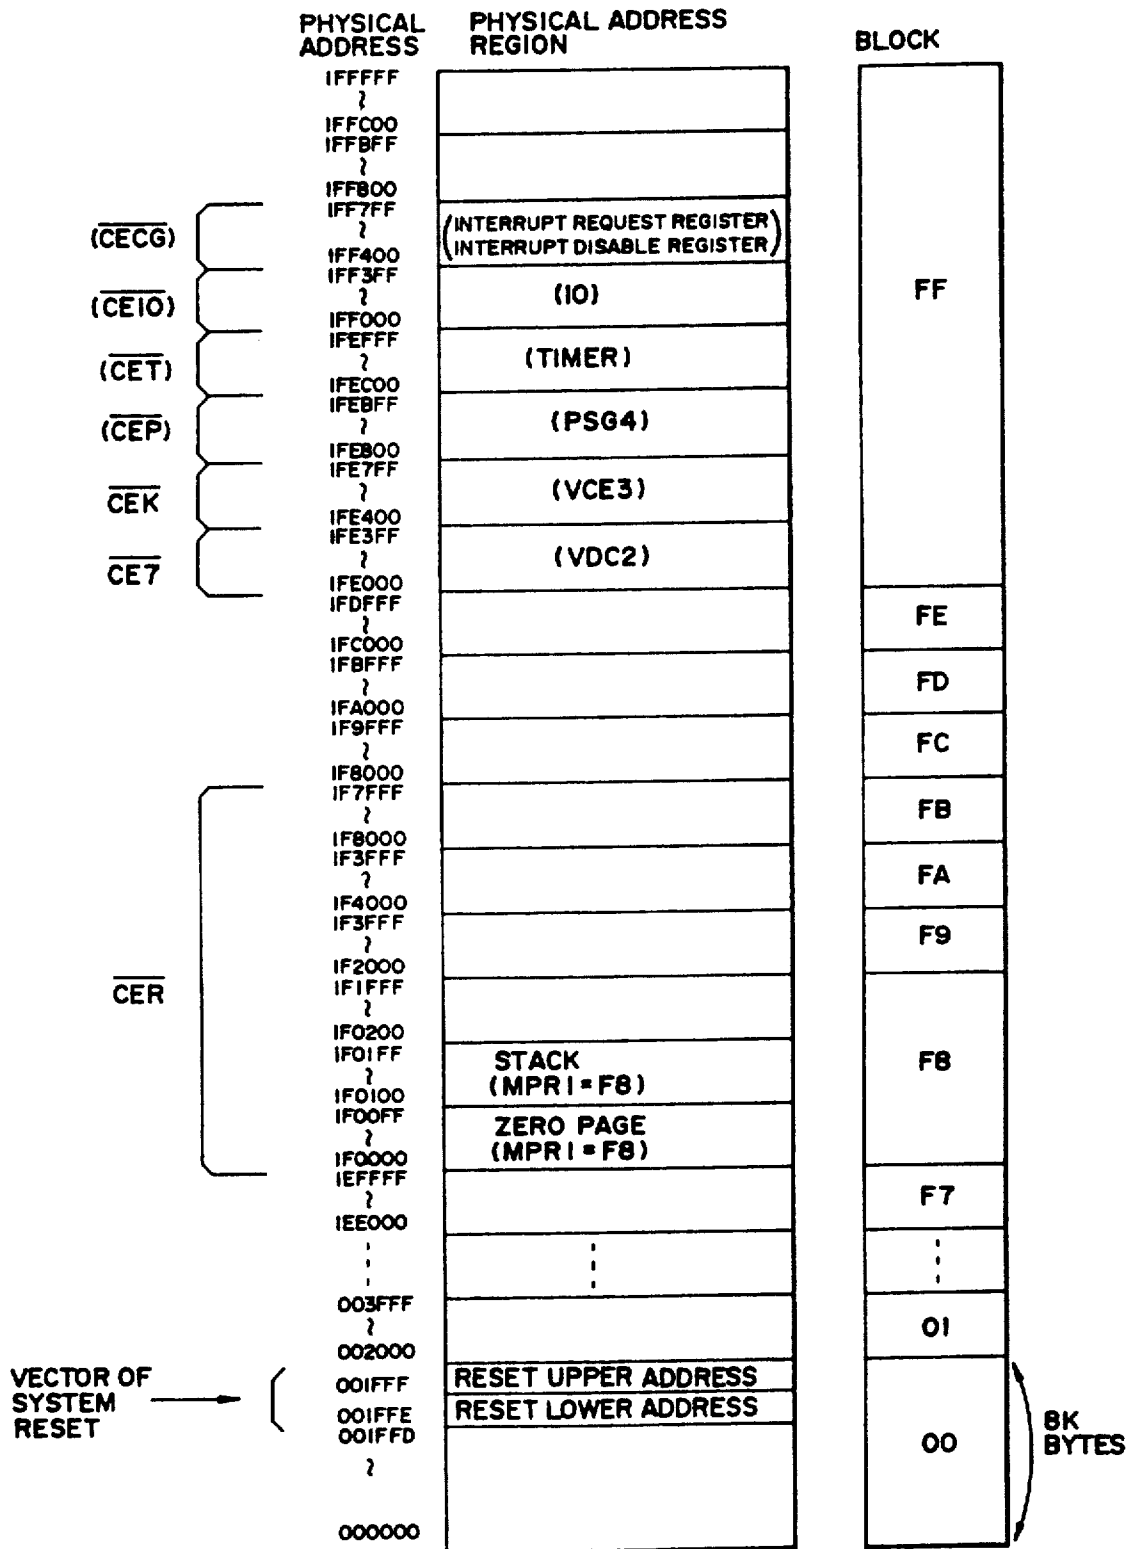 PHYSICAL ADDRESS
PHYSICAL ADDRESS REGION
BLOCK
1FFFFF
≀
1FFC00
1FFBFF
≀
1FF800
(CECG)
1FF7FF
≀
1FF400
(INTERRUPT REQUEST REGISTER
INTERRUPT DISABLE REGISTER)
FF
(CEIO)
1FF3FF
≀
1FF000
(IO)
(CET)
1FEFFF
≀
1FEC00
(TIMER)
(CEP)
1FEBFF
≀
1FE800
(PSG4)
CEK
1FE7FF
≀
1FE400
(VCE3)
CE7
1FE3FF
≀
1FE000
(VDC2)
1FDFFF
≀
1FC000
FE
1FBFFF
≀
1FA000
FD
1F9FFF
≀
1F8000
FC
1F7FFF
≀
1F8000
FB
1F3FFF
≀
1F4000
FA
1F3FFF
≀
1F2000
F9
CER
1F1FFF
≀
1F0200
1F01FF
≀
1F0100
STACK
(MPR1=F8)
F8
1F00FF
≀
1F0000
ZERO PAGE
(MPR1=F8)
1EFFFF
≀
1EE000
F7
003FFF
≀
002000
01
VECTOR OF
SYSTEM
RESET
001FFF
RESET UPPER ADDRESS
001FFE
RESET LOWER ADDRESS
001FFD
≀
000000
00
8K
BYTES